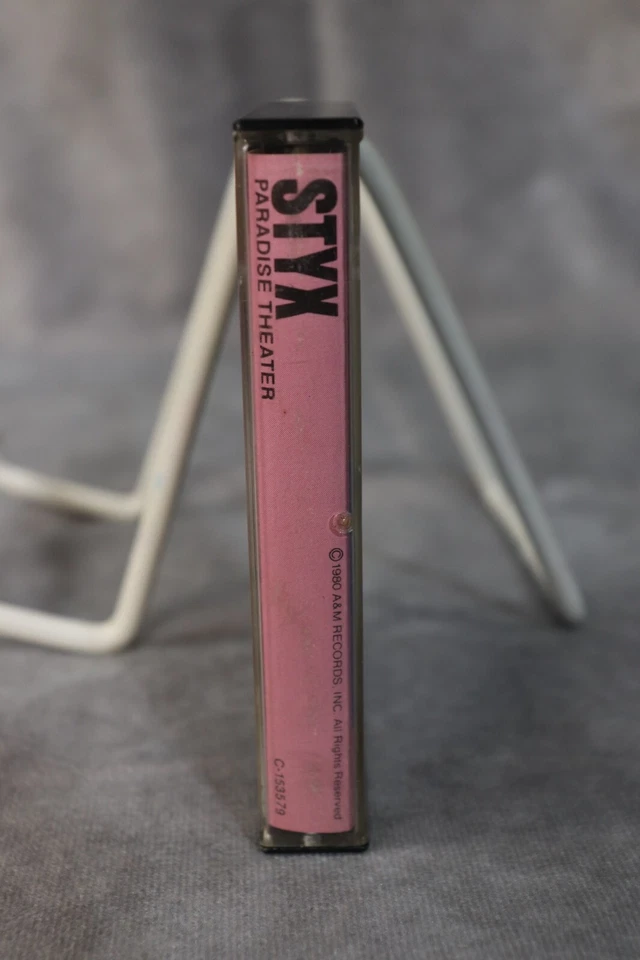 STYX
PARADISE THEATER
©1980 A&M RECORDS, INC. All Rights Reserved
C-153579